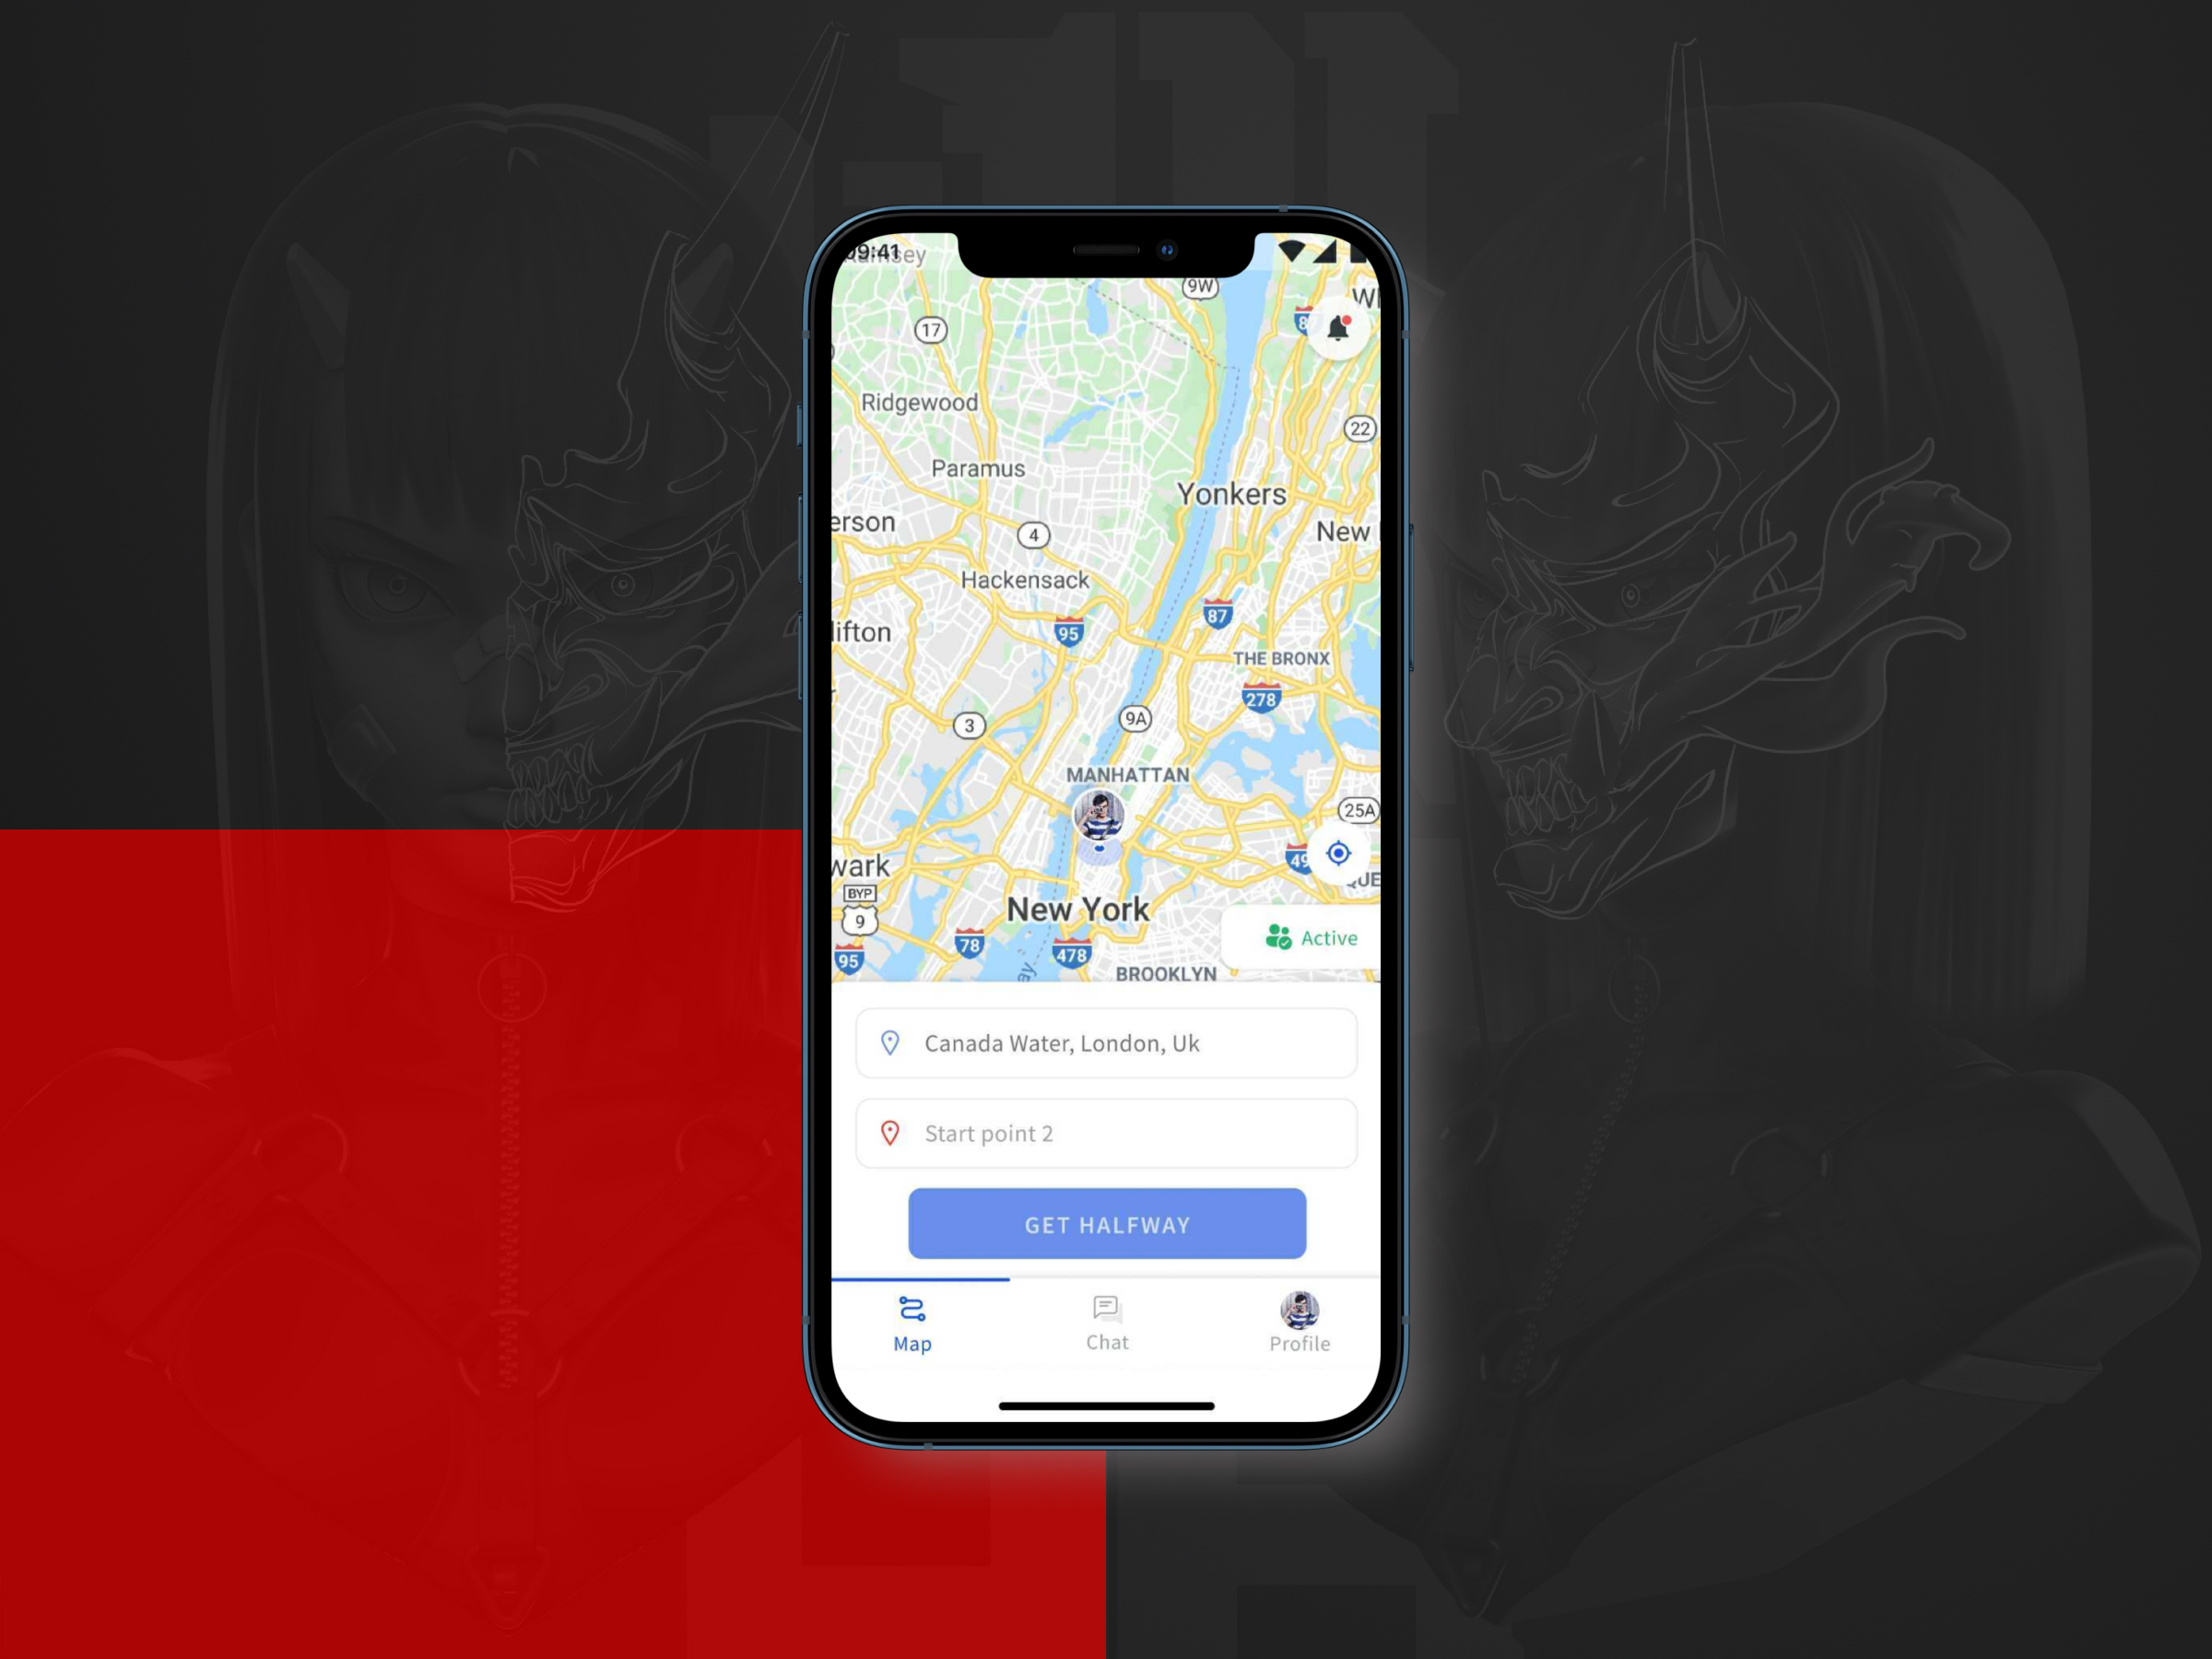 09:41
Ramsey
9W
17
Ridgewood
22
Paramus
Yonkers
erson
New
4
Hackensack
95
87
lifton
THE BRONX
278
9A
3
MANHATTAN
25A
wark
BYP
9
New York
Active
78
478
95
BROOKLYN
Canada Water, London, Uk
Start point 2
GET HALFWAY
Map
Chat
Profile